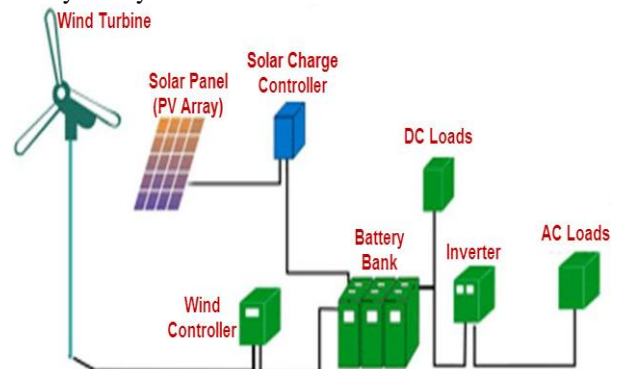 Wind Turbine
Solar Charge
Controller
Solar Panel
(PV Array)
DC Loads
Battery
Bank
Inverter
AC Loads
Wind
Controller